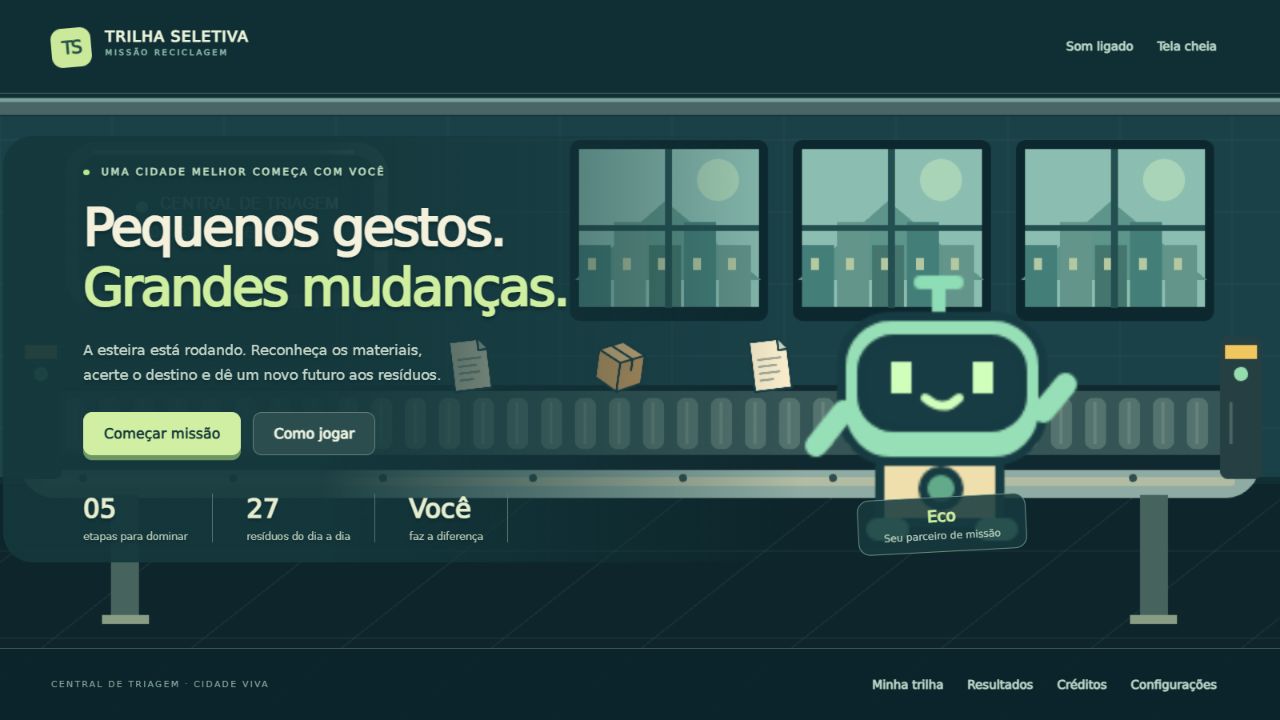 TS
TRILHA SELETIVA
MISSÃO RECICLAGEM
Som ligado
Tela cheia
UMA CIDADE MELHOR COMEÇA COM VOCÊ
CENTRAL DE TRIAGEM
Pequenos gestos.
Grandes mudanças.
A esteira está rodando. Reconheça os materiais,
acerte o destino e dê um novo futuro aos resíduos.
Começar missão
Como jogar
05
etapas para dominar
27
resíduos do dia a dia
Você
faz a diferença
Eco
Seu parceiro de missão
CENTRAL DE TRIAGEM · CIDADE VIVA
Minha trilha
Resultados
Créditos
Configurações